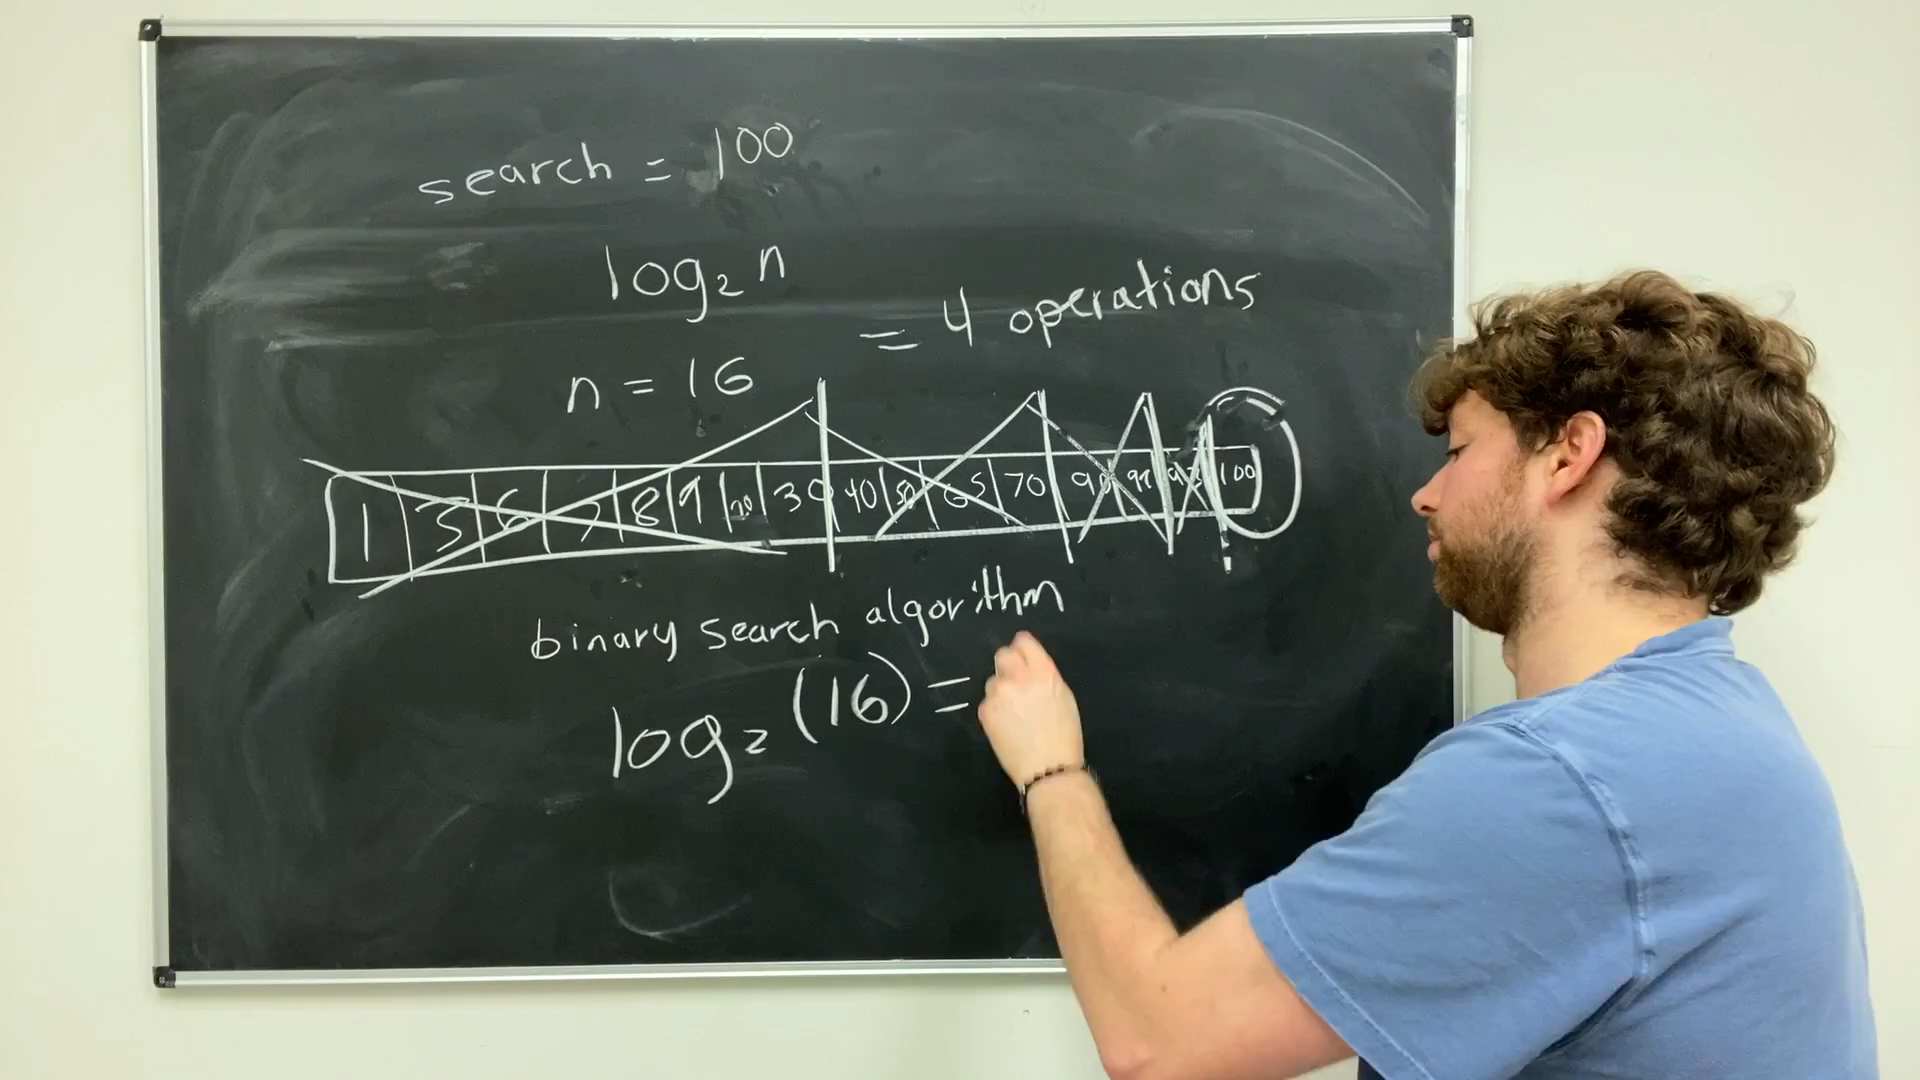 search = 100
log₂ n
= 4 operations
n = 16
1 3 6 7 8 9 20 30 40 50 65 70 90 100
binary search algorithm
log₂ (16) =